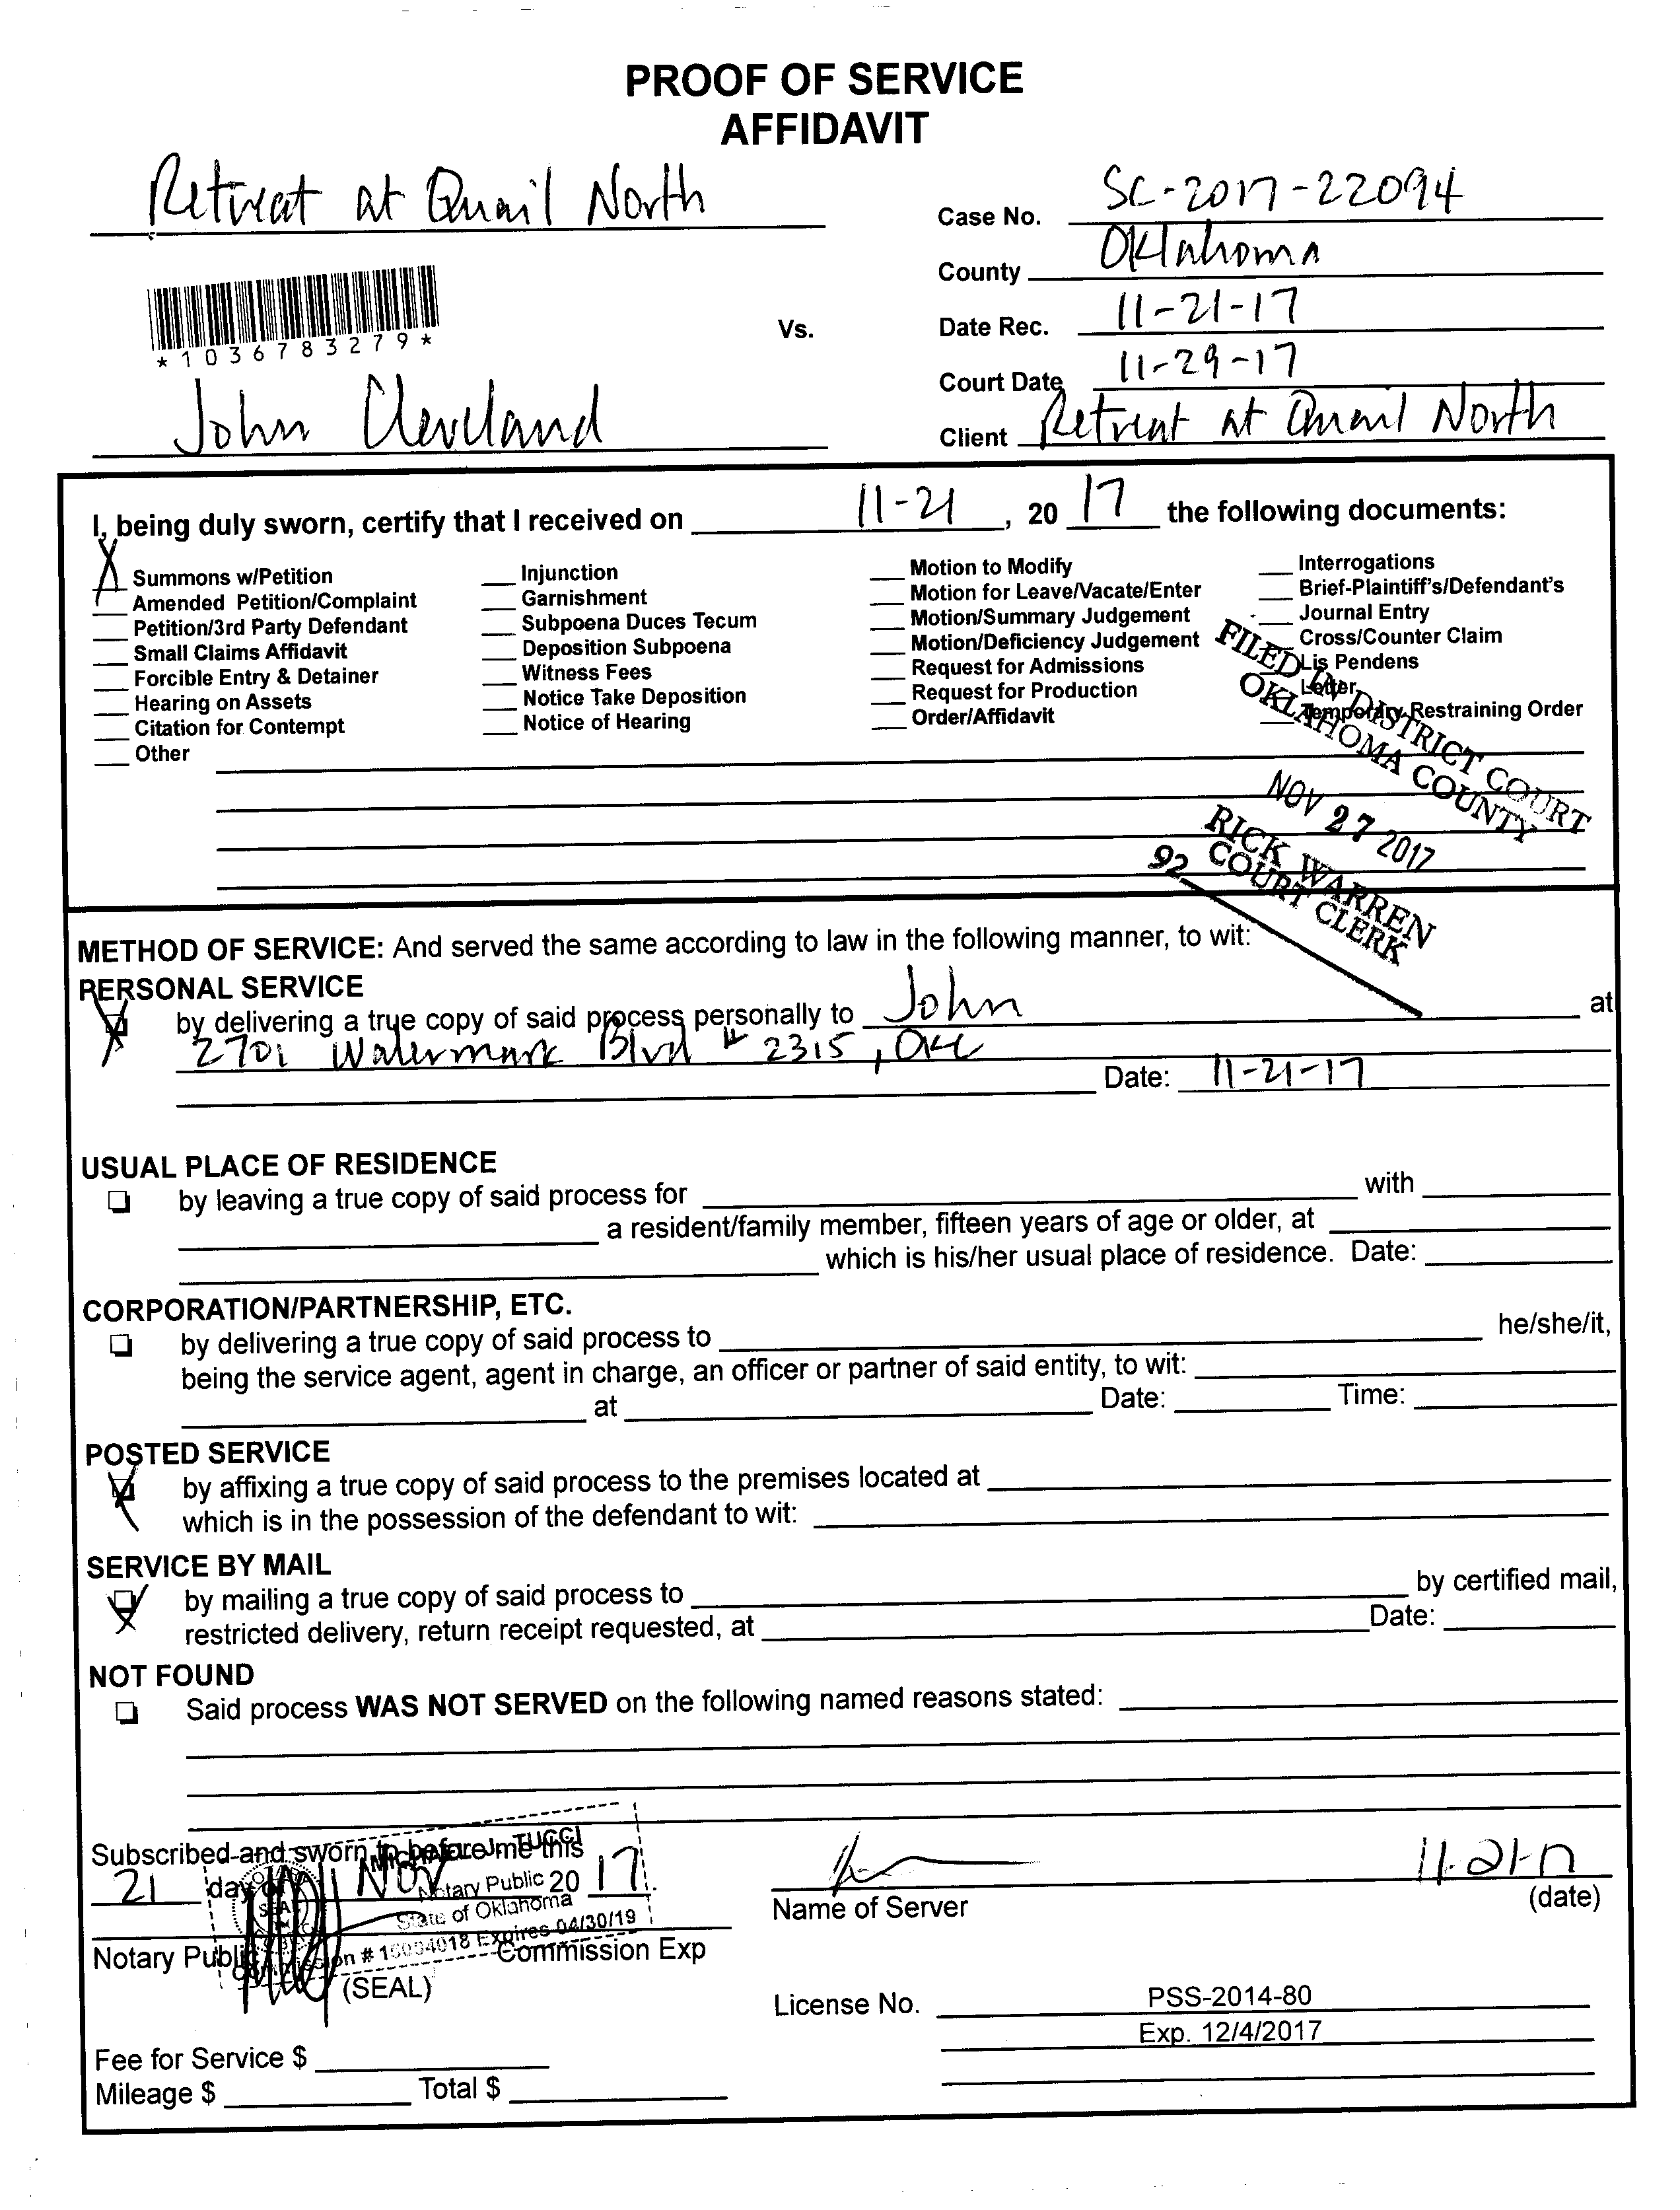 PROOF OF SERVICE
AFFIDAVIT
Retreat at Quail North
Case No. SC-2017-22094
County Oklahoma
*1036783279*
Vs.
Date Rec. 11-21-17
Court Date 11-29-17
John Cleveland
Client Retreat at Quail North
I, being duly sworn, certify that I received on 11-21, 20 17 the following documents:
X Summons w/Petition
Amended Petition/Complaint
Petition/3rd Party Defendant
Small Claims Affidavit
Forcible Entry & Detainer
Hearing on Assets
Citation for Contempt
Other
Injunction
Garnishment
Subpoena Duces Tecum
Deposition Subpoena
Witness Fees
Notice Take Deposition
Notice of Hearing
Motion to Modify
Motion for Leave/Vacate/Enter
Motion/Summary Judgement
Motion/Deficiency Judgement
Request for Admissions
Request for Production
Order/Affidavit
Interrogations
Brief-Plaintiff's/Defendant's
Journal Entry
Cross/Counter Claim
Lis Pendens
Letter
Temporary Restraining Order
FILED IN DISTRICT COURT
OKLAHOMA COUNTY
NOV 27 2017
RICK WARREN
COURT CLERK
92
METHOD OF SERVICE: And served the same according to law in the following manner, to wit:
PERSONAL SERVICE
X by delivering a true copy of said process personally to John at
2701 Watermark Blvd # 2315, OKC
Date: 11-21-17
USUAL PLACE OF RESIDENCE
by leaving a true copy of said process for with
a resident/family member, fifteen years of age or older, at
which is his/her usual place of residence. Date:
CORPORATION/PARTNERSHIP, ETC.
by delivering a true copy of said process to he/she/it,
being the service agent, agent in charge, an officer or partner of said entity, to wit:
at Date: Time:
POSTED SERVICE
X by affixing a true copy of said process to the premises located at
which is in the possession of the defendant to wit:
SERVICE BY MAIL
X by mailing a true copy of said process to by certified mail,
restricted delivery, return receipt requested, at Date:
NOT FOUND
Said process WAS NOT SERVED on the following named reasons stated:
Subscribed and sworn to before me this
21 day of Nov 20 17.
MICHAEL J. TUCCI
Notary Public
State of Oklahoma
Commission # 15004018 Expires 04/30/19
Notary Public Commission Exp
(SEAL)
11-21-17
Name of Server (date)
License No. PSS-2014-80
Exp. 12/4/2017
Fee for Service $
Mileage $ Total $